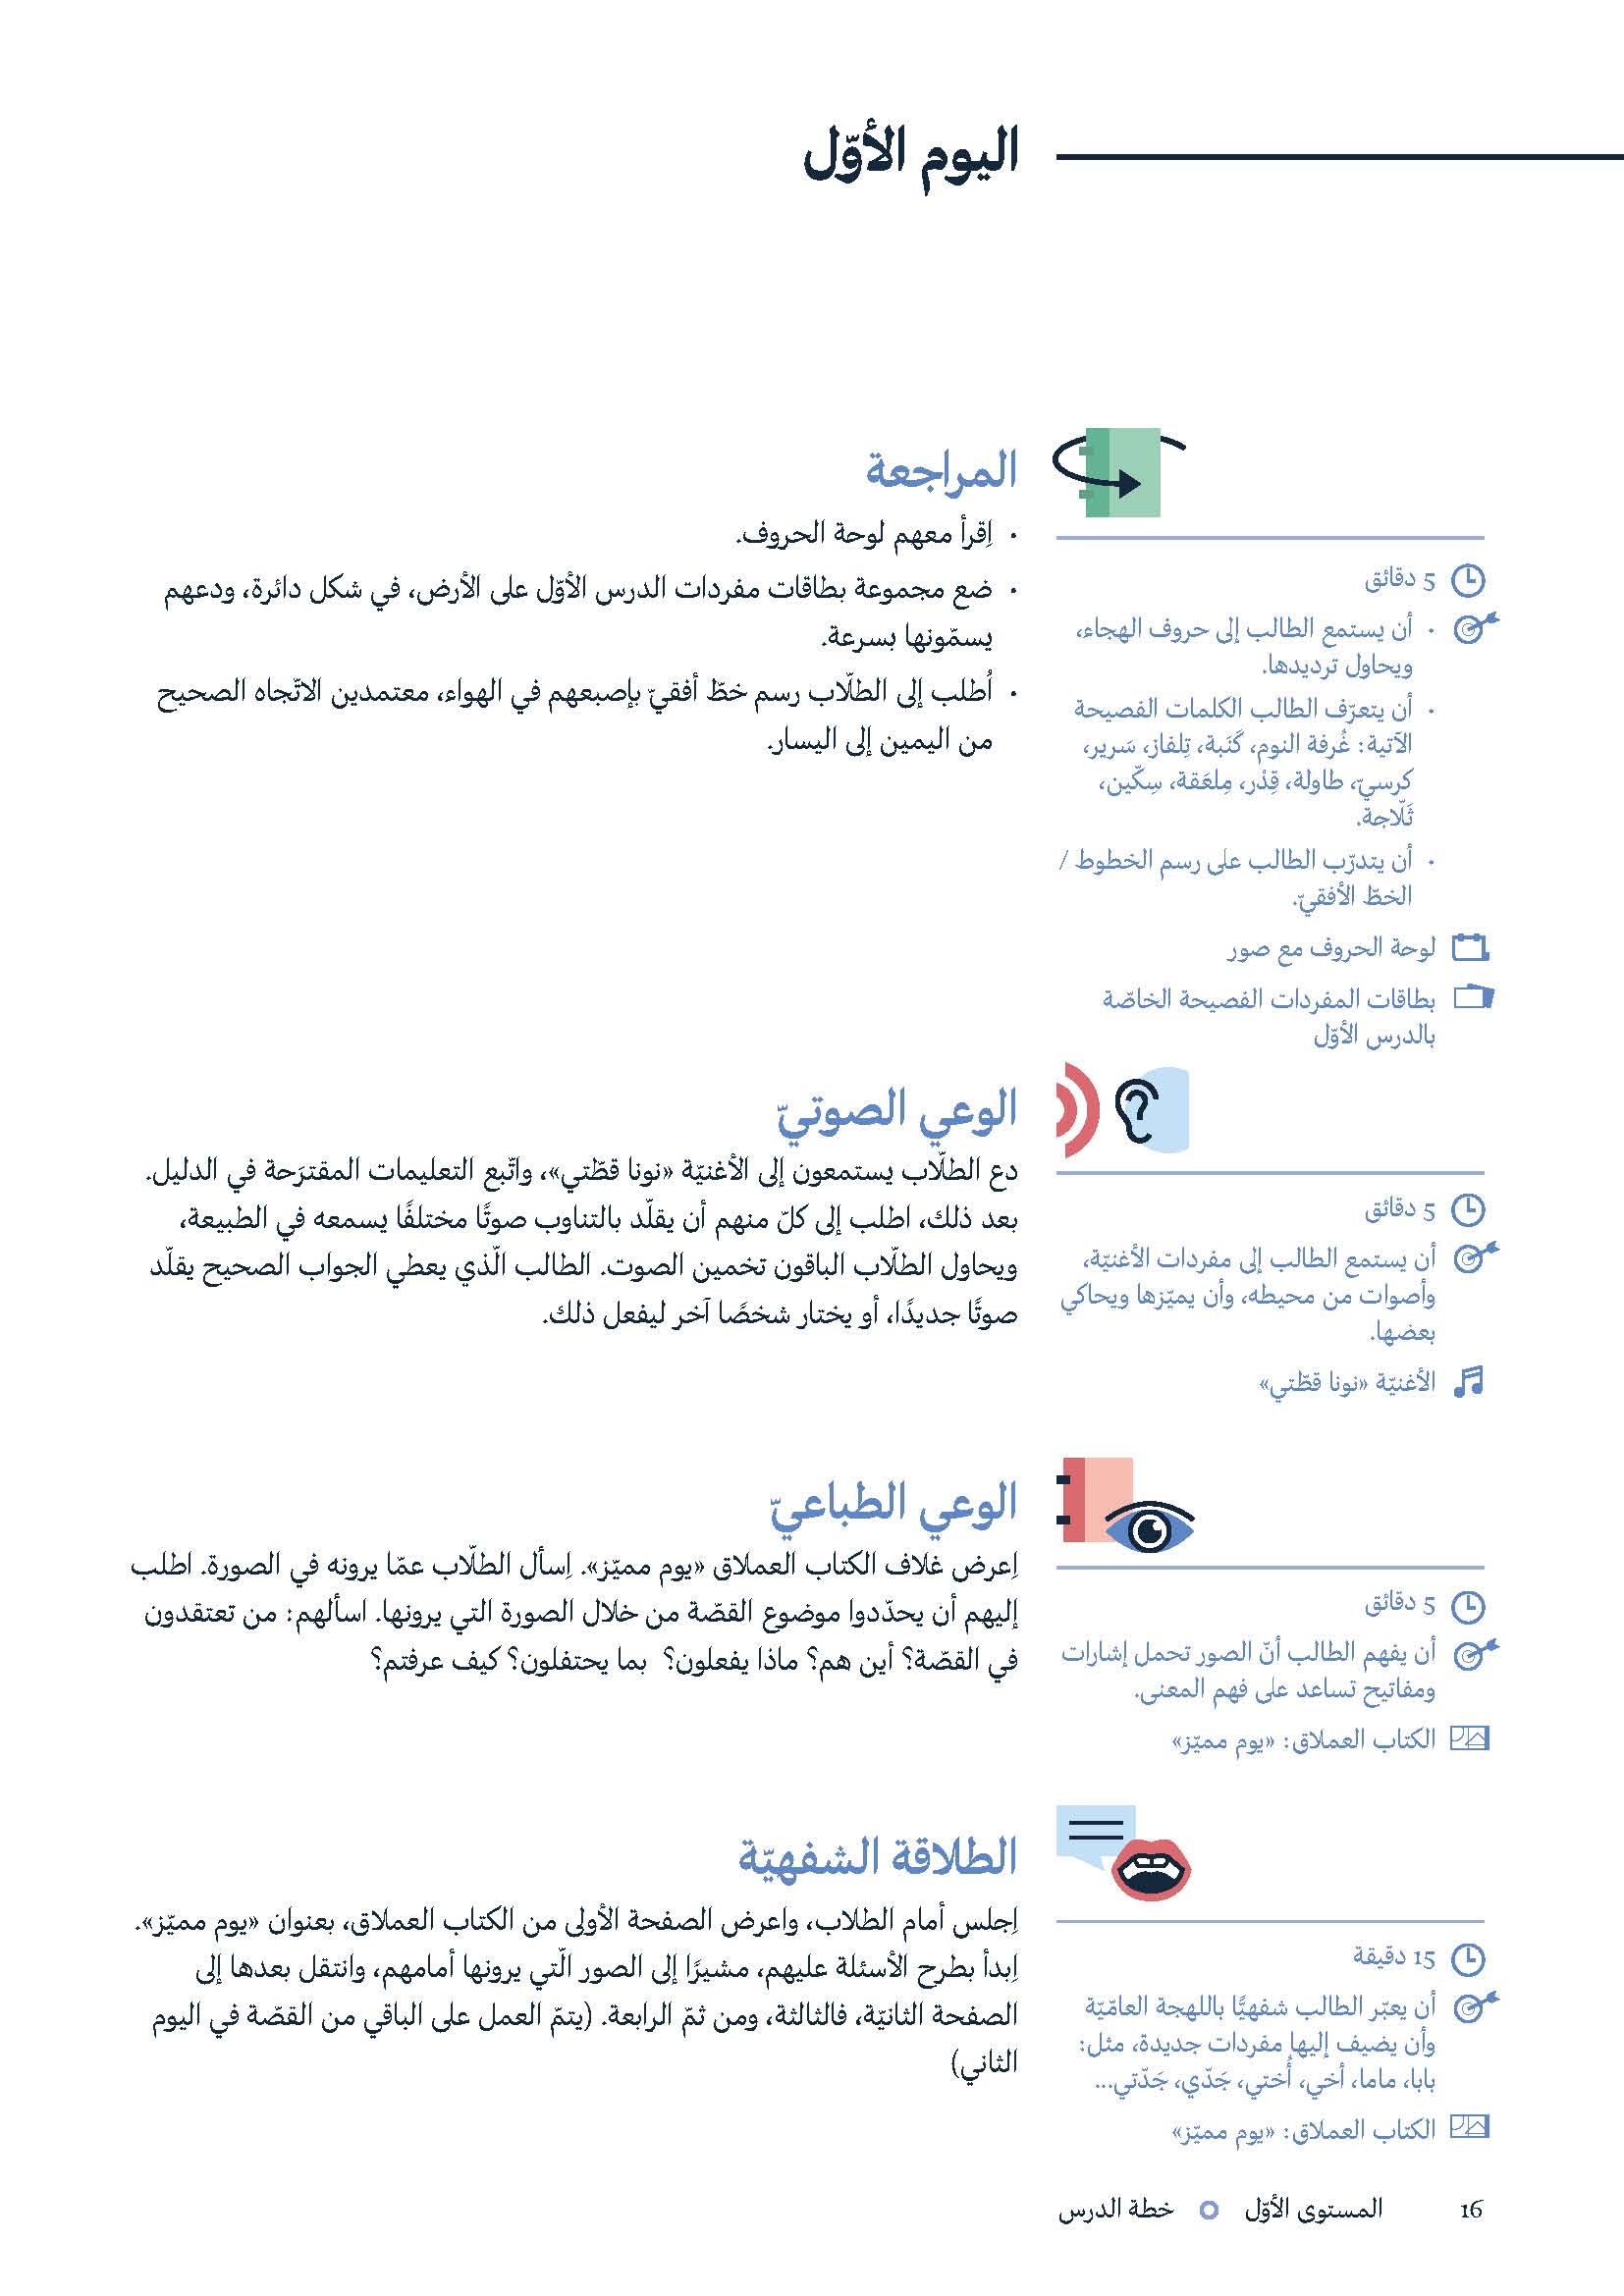 اليوم الأوّل
المراجعة
• اِقرأ معهم لوحة الحروف.
• ضع مجموعة بطاقات مفردات الدرس الأوّل على الأرض، في شكل دائرة، ودعهم
يسمّونها بسرعة.
• اُطلب إلى الطلّاب رسم خطّ أفقيّ بإصبعهم في الهواء، معتمدين الاتّجاه الصحيح
من اليمين إلى اليسار.
5 دقائق
• أن يستمع الطالب إلى حروف الهجاء،
ويحاول ترديدها.
• أن يتعرّف الطالب الكلمات الفصيحة
الآتية: غُرفة النوم، كَنَبة، تِلفاز، سَرير،
كرسيّ، طاولة، قِدْر، مِلعَقة، سِكّين،
ثَلّاجة.
• أن يتدرّب الطالب على رسم الخطوط /
الخطّ الأفقيّ.
لوحة الحروف مع صور
بطاقات المفردات الفصيحة الخاصّة
بالدرس الأوّل
الوعي الصوتيّ
دع الطلّاب يستمعون إلى الأغنيّة «نونا قطّتي»، واتّبع التعليمات المقترَحة في الدليل.
بعد ذلك، اطلب إلى كلّ منهم أن يقلّد بالتناوب صوتًا مختلفًا يسمعه في الطبيعة،
ويحاول الطلّاب الباقون تخمين الصوت. الطالب الّذي يعطي الجواب الصحيح يقلّد
صوتًا جديدًا، أو يختار شخصًا آخر ليفعل ذلك.
5 دقائق
أن يستمع الطالب إلى مفردات الأغنيّة،
وأصوات من محيطه، وأن يميّزها ويحاكي
بعضها.
الأغنيّة «نونا قطّتي»
الوعي الطباعيّ
اِعرض غلاف الكتاب العملاق «يوم مميّز». اِسأل الطلّاب عمّا يرونه في الصورة. اطلب
إليهم أن يحدّدوا موضوع القصّة من خلال الصورة التي يرونها. اسألهم: من تعتقدون
في القصّة؟ أين هم؟ ماذا يفعلون؟ بما يحتفلون؟ كيف عرفتم؟
5 دقائق
أن يفهم الطالب أنّ الصور تحمل إشارات
ومفاتيح تساعد على فهم المعنى.
الكتاب العملاق: «يوم مميّز»
الطلاقة الشفهيّة
اِجلس أمام الطلاب، واعرض الصفحة الأولى من الكتاب العملاق، بعنوان «يوم مميّز».
اِبدأ بطرح الأسئلة عليهم، مشيرًا إلى الصور الّتي يرونها أمامهم، وانتقل بعدها إلى
الصفحة الثانيّة، فالثالثة، ومن ثمّ الرابعة. (يتمّ العمل على الباقي من القصّة في اليوم
الثاني)
15 دقيقة
أن يعبّر الطالب شفهيًّا باللهجة العامّيّة
وأن يضيف إليها مفردات جديدة، مثل:
بابا، ماما، أخي، أُختي، جَدّي، جَدّتي...
الكتاب العملاق: «يوم مميّز»
16 المستوى الأوّل خطة الدرس